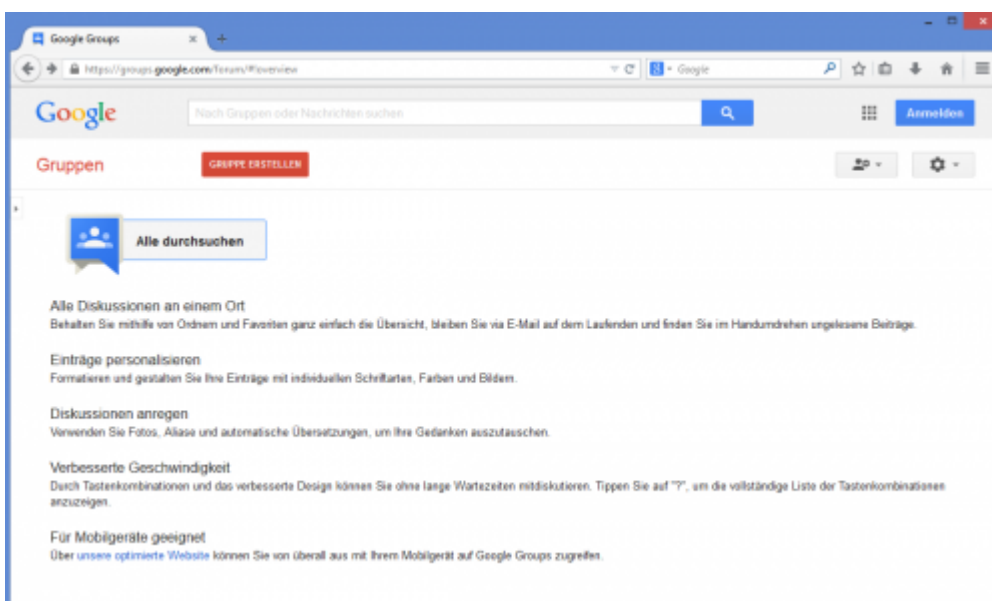 Google Groups
https://groups.google.com/forum/#!overview
Google
Google
Nach Gruppen oder Nachrichten suchen
Anmelden
Gruppen
GRUPPE ERSTELLEN
Alle durchsuchen
Alle Diskussionen an einem Ort
Behalten Sie mithilfe von Ordnern und Favoriten ganz einfach die Übersicht, bleiben Sie via E-Mail auf dem Laufenden und finden Sie im Handumdrehen ungelesene Beiträge.
Einträge personalisieren
Formatieren und gestalten Sie Ihre Einträge mit individuellen Schriftarten, Farben und Bildern.
Diskussionen anregen
Verwenden Sie Fotos, Aliase und automatische Übersetzungen, um Ihre Gedanken auszutauschen.
Verbesserte Geschwindigkeit
Durch Tastenkombinationen und das verbesserte Design können Sie ohne lange Wartezeiten mitdiskutieren. Tippen Sie auf "?", um die vollständige Liste der Tastenkombinationen
anzuzeigen.
Für Mobilgeräte geeignet
Über unsere optimierte Website können Sie von überall aus mit Ihrem Mobilgerät auf Google Groups zugreifen.